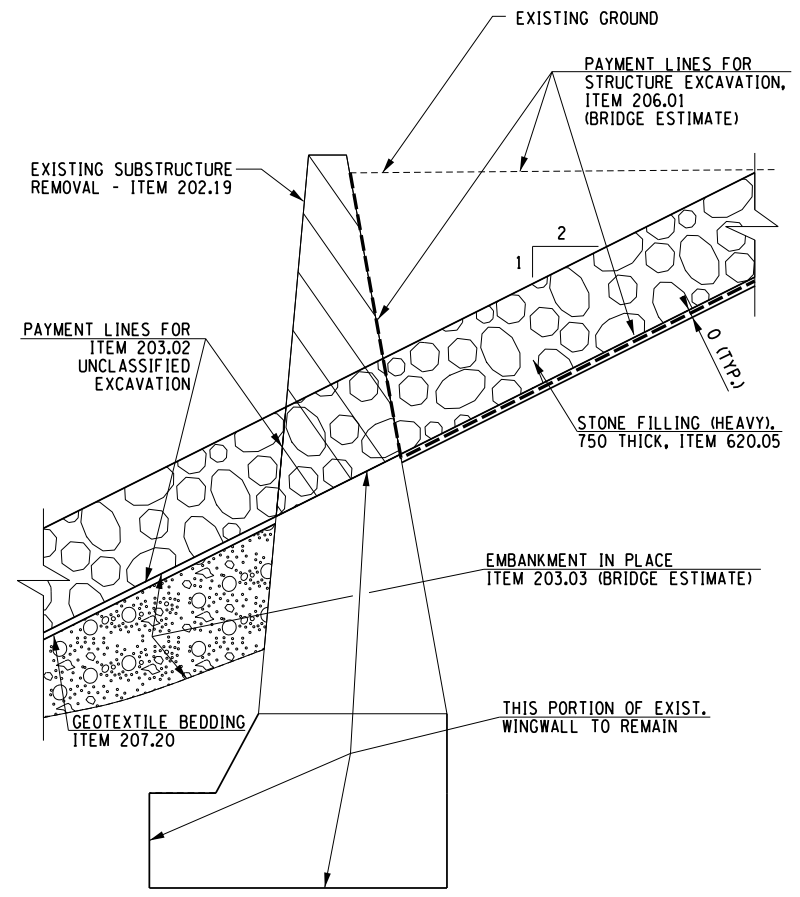 EXISTING GROUND
PAYMENT LINES FOR
STRUCTURE EXCAVATION,
ITEM 206.01
(BRIDGE ESTIMATE)
EXISTING SUBSTRUCTURE
REMOVAL - ITEM 202.19
2
1
PAYMENT LINES FOR
ITEM 203.02
UNCLASSIFIED
EXCAVATION
0 (TYP.)
STONE FILLING (HEAVY),
750 THICK, ITEM 620.05
EMBANKMENT IN PLACE
ITEM 203.03 (BRIDGE ESTIMATE)
THIS PORTION OF EXIST.
WINGWALL TO REMAIN
GEOTEXTILE BEDDING
ITEM 207.20